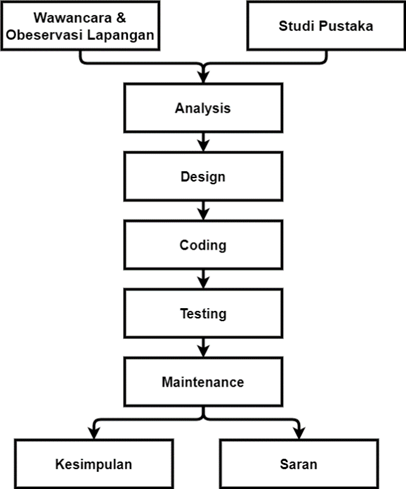 Wawancara &
Obeservasi Lapangan
Studi Pustaka
Analysis
Design
Coding
Testing
Maintenance
Kesimpulan
Saran